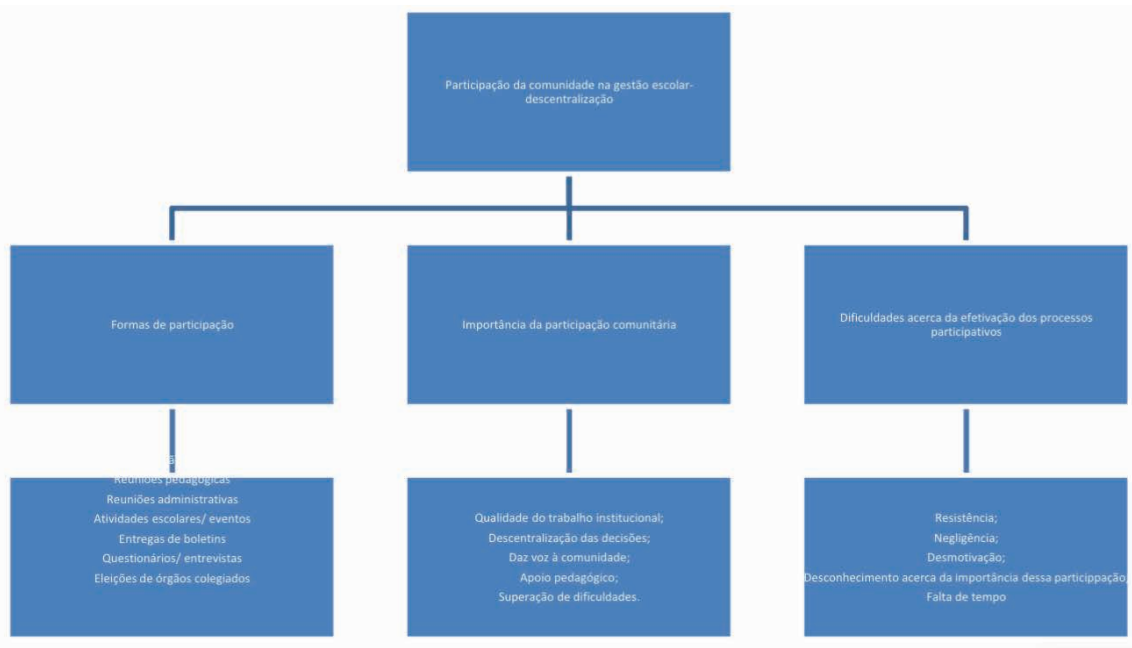 Participação da comunidade na gestão escolar-
descentralização
Formas de participação
Importância da participação comunitária
Dificuldades acerca da efetivação dos processos
participativos
Reuniões pedagógicas
Reuniões administrativas
Atividades escolares/ eventos
Entregas de boletins
Questionários/ entrevistas
Eleições de órgãos colegiados
Qualidade do trabalho institucional;
Descentralização das decisões;
Daz voz à comunidade;
Apoio pedagógico;
Superação de dificuldades.
Resistência;
Negligência;
Desmotivação;
Desconhecimento acerca da importância dessa particippação;
Falta de tempo